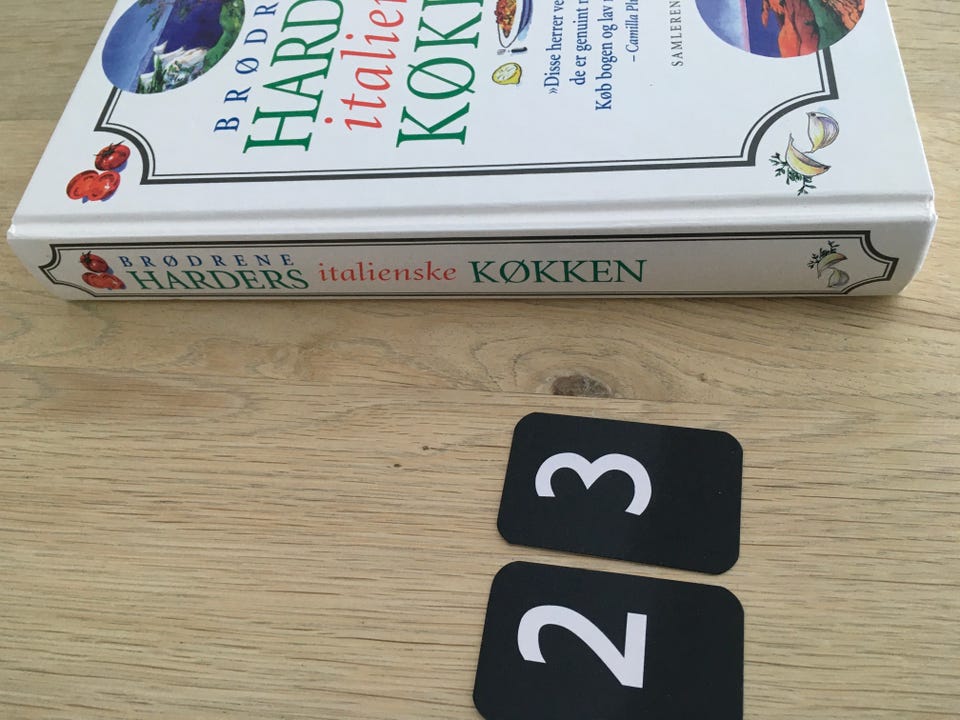 BRØDR
HARD
italien
KØKK
»Disse herrer ve
de er genuint
Køb bogen og lav
– Camilla Pl
SAMLEREN
BRØDRENE
HARDERS italienske KØKKEN
3
2